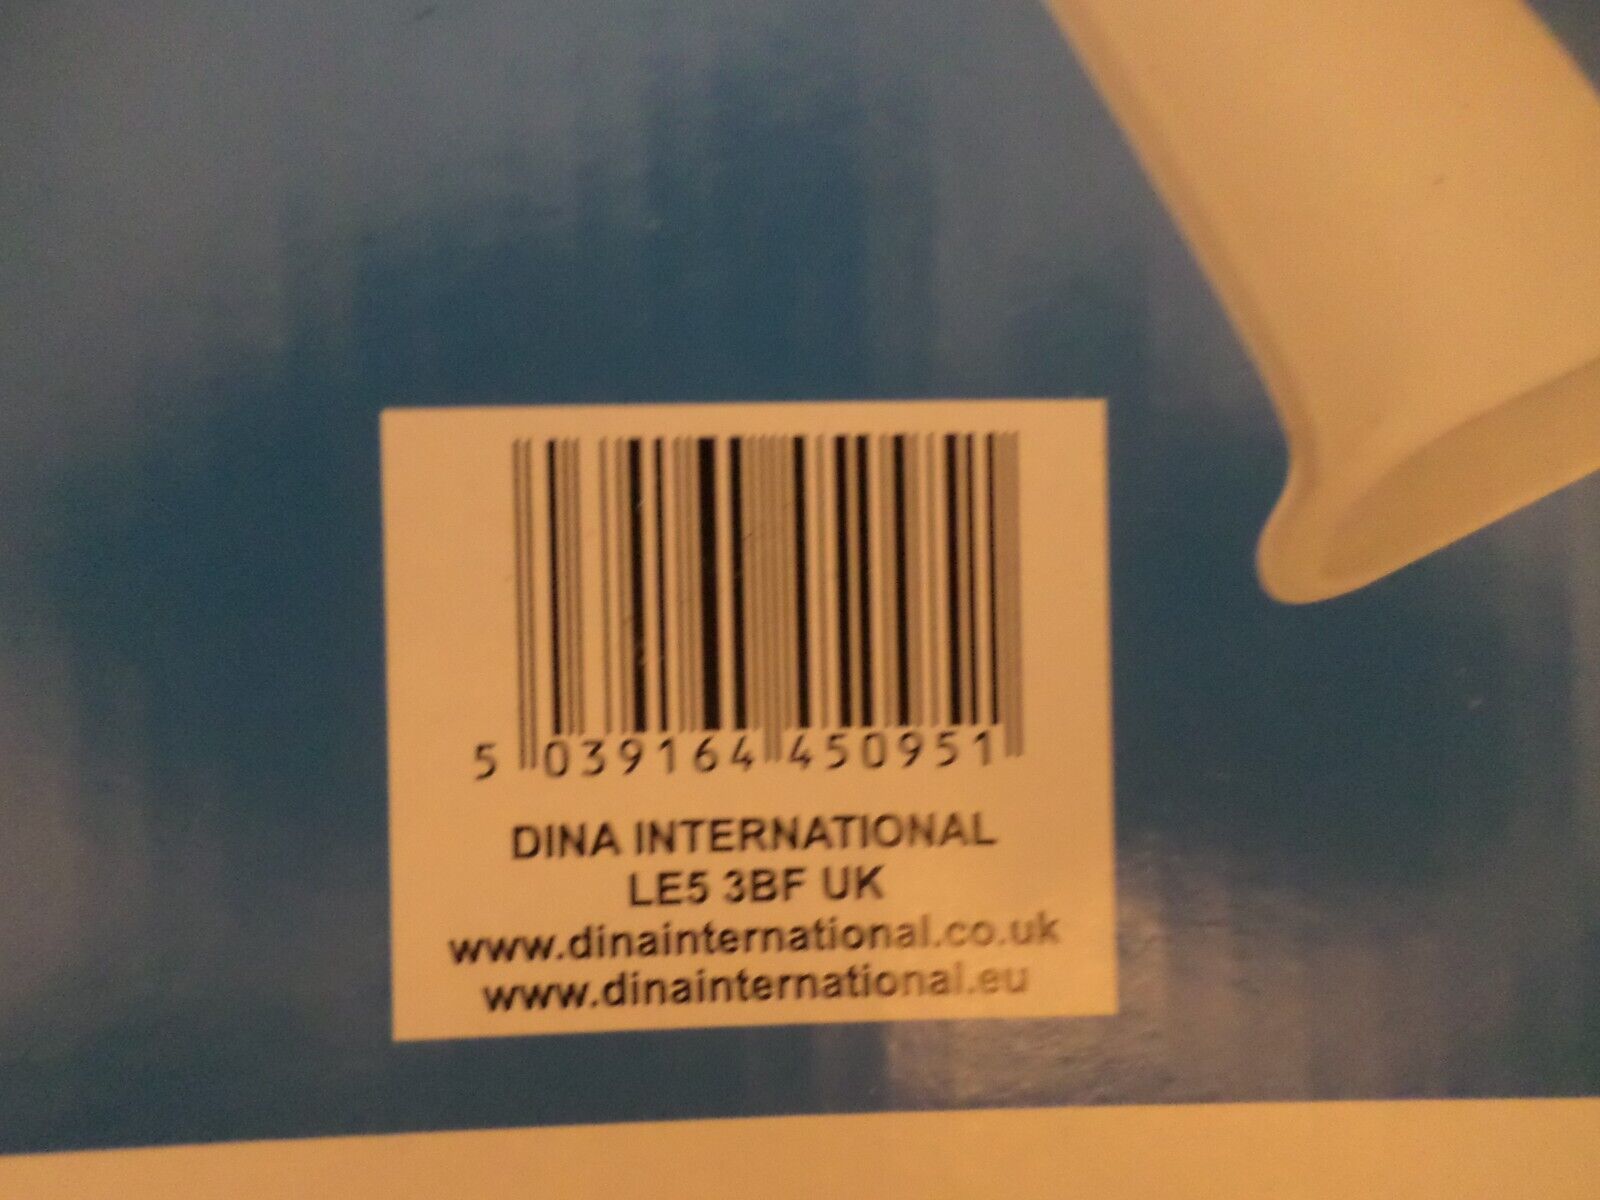 5 039164 450951
DINA INTERNATIONAL
LE5 3BF UK
www.dinainternational.co.uk
www.dinainternational.eu